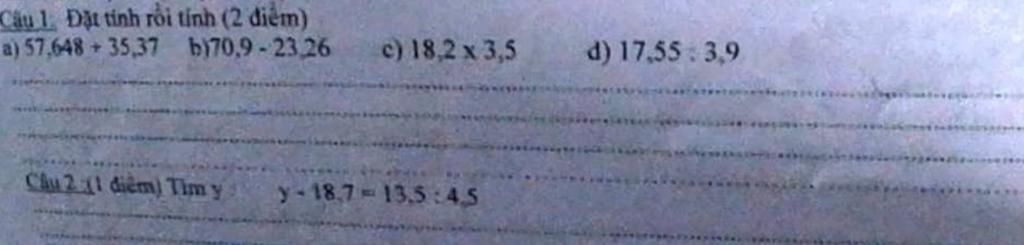 Câu 1. Đặt tính rồi tính (2 điểm)
a) 57,648 + 35,37 b)70,9 - 23,26 c) 18,2 x 3,5 d) 17,55 : 3,9
Câu 2 :(1 điểm) Tìm y : y - 18,7 = 13,5 : 4,5